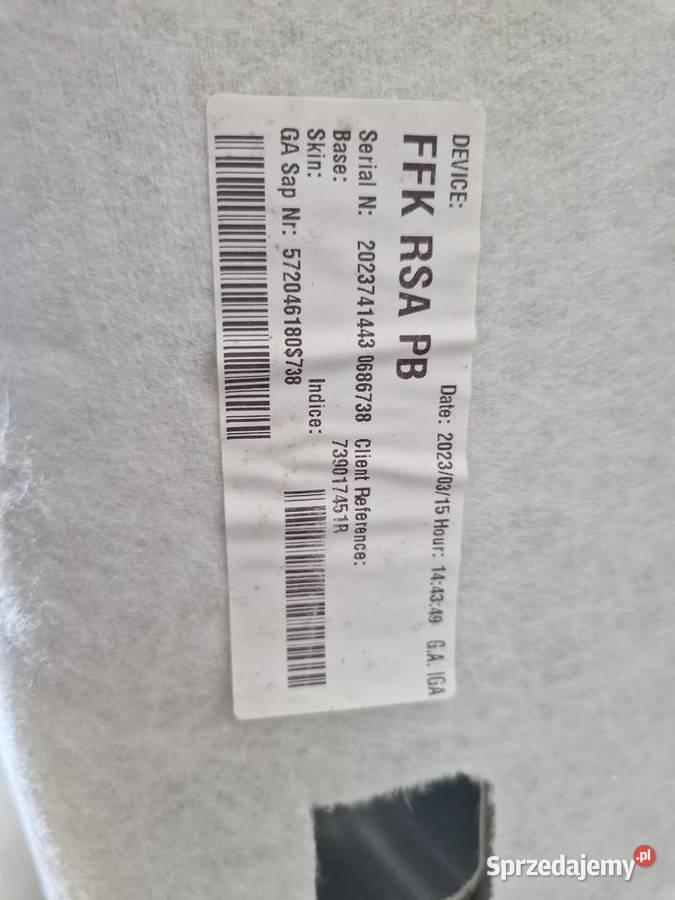 DEVICE:
Date: 2023/03/15 Hour: 14:43:49 G.A. IGA
FFK RSA PB
Serial N: 2023741443 0686738 Client Reference:
Base: 739017451R
Skin: Indice:
GA Sap Nr: 572046180S738
Sprzedajemy.pl